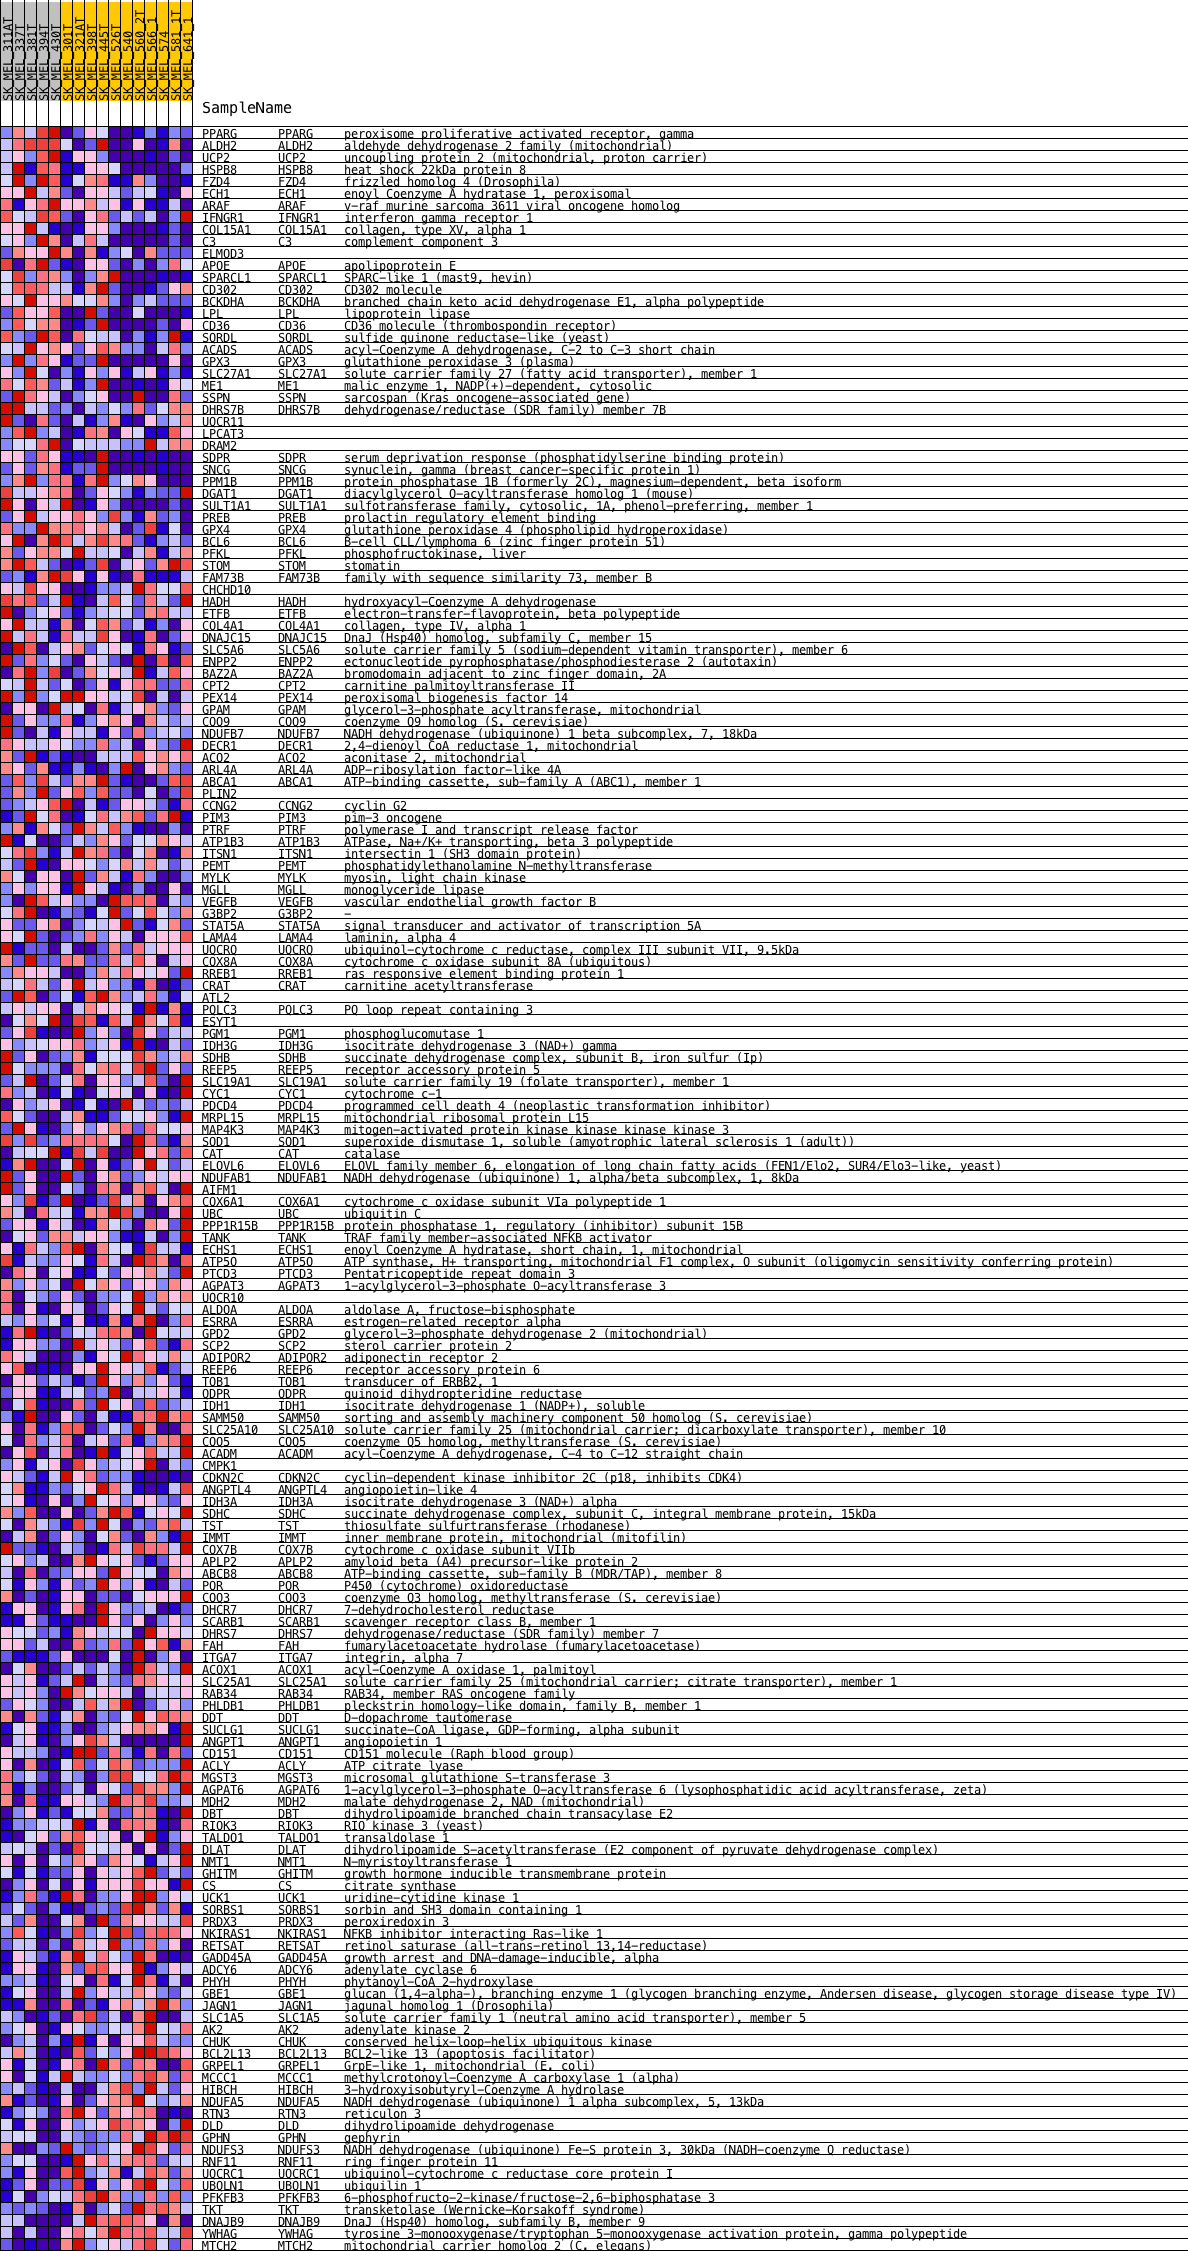 SK_MEL_311AT
SK_MEL_337T
SK_MEL_381T
SK_MEL_394T
SK_MEL_430T
SK_MEL_301T
SK_MEL_321AT
SK_MEL_398T
SK_MEL_445T
SK_MEL_526T
SK_MEL_540
SK_MEL_560_2T
SK_MEL_566_1
SK_MEL_574
SK_MEL_581_1T
SK_MEL_641_1
SampleName
PPARG PPARG peroxisome proliferative activated receptor, gamma
ALDH2 ALDH2 aldehyde dehydrogenase 2 family (mitochondrial)
UCP2 UCP2 uncoupling protein 2 (mitochondrial, proton carrier)
HSPB8 HSPB8 heat shock 22kDa protein 8
FZD4 FZD4 frizzled homolog 4 (Drosophila)
ECH1 ECH1 enoyl Coenzyme A hydratase 1, peroxisomal
ARAF ARAF v-raf murine sarcoma 3611 viral oncogene homolog
IFNGR1 IFNGR1 interferon gamma receptor 1
COL15A1 COL15A1 collagen, type XV, alpha 1
C3 C3 complement component 3
ELMOD3
APOE APOE apolipoprotein E
SPARCL1 SPARCL1 SPARC-like 1 (mast9, hevin)
CD302 CD302 CD302 molecule
BCKDHA BCKDHA branched chain keto acid dehydrogenase E1, alpha polypeptide
LPL LPL lipoprotein lipase
CD36 CD36 CD36 molecule (thrombospondin receptor)
SQRDL SQRDL sulfide quinone reductase-like (yeast)
ACADS ACADS acyl-Coenzyme A dehydrogenase, C-2 to C-3 short chain
GPX3 GPX3 glutathione peroxidase 3 (plasma)
SLC27A1 SLC27A1 solute carrier family 27 (fatty acid transporter), member 1
ME1 ME1 malic enzyme 1, NADP(+)-dependent, cytosolic
SSPN SSPN sarcospan (Kras oncogene-associated gene)
DHRS7B DHRS7B dehydrogenase/reductase (SDR family) member 7B
UQCR11
LPCAT3
DRAM2
SDPR SDPR serum deprivation response (phosphatidylserine binding protein)
SNCG SNCG synuclein, gamma (breast cancer-specific protein 1)
PPM1B PPM1B protein phosphatase 1B (formerly 2C), magnesium-dependent, beta isoform
DGAT1 DGAT1 diacylglycerol O-acyltransferase homolog 1 (mouse)
SULT1A1 SULT1A1 sulfotransferase family, cytosolic, 1A, phenol-preferring, member 1
PREB PREB prolactin regulatory element binding
GPX4 GPX4 glutathione peroxidase 4 (phospholipid hydroperoxidase)
BCL6 BCL6 B-cell CLL/lymphoma 6 (zinc finger protein 51)
PFKL PFKL phosphofructokinase, liver
STOM STOM stomatin
FAM73B FAM73B family with sequence similarity 73, member B
CHCHD10
HADH HADH hydroxyacyl-Coenzyme A dehydrogenase
ETFB ETFB electron-transfer-flavoprotein, beta polypeptide
COL4A1 COL4A1 collagen, type IV, alpha 1
DNAJC15 DNAJC15 DnaJ (Hsp40) homolog, subfamily C, member 15
SLC5A6 SLC5A6 solute carrier family 5 (sodium-dependent vitamin transporter), member 6
ENPP2 ENPP2 ectonucleotide pyrophosphatase/phosphodiesterase 2 (autotaxin)
BAZ2A BAZ2A bromodomain adjacent to zinc finger domain, 2A
CPT2 CPT2 carnitine palmitoyltransferase II
PEX14 PEX14 peroxisomal biogenesis factor 14
GPAM GPAM glycerol-3-phosphate acyltransferase, mitochondrial
COQ9 COQ9 coenzyme Q9 homolog (S. cerevisiae)
NDUFB7 NDUFB7 NADH dehydrogenase (ubiquinone) 1 beta subcomplex, 7, 18kDa
DECR1 DECR1 2,4-dienoyl CoA reductase 1, mitochondrial
ACO2 ACO2 aconitase 2, mitochondrial
ARL4A ARL4A ADP-ribosylation factor-like 4A
ABCA1 ABCA1 ATP-binding cassette, sub-family A (ABC1), member 1
PLIN2
CCNG2 CCNG2 cyclin G2
PIM3 PIM3 pim-3 oncogene
PTRF PTRF polymerase I and transcript release factor
ATP1B3 ATP1B3 ATPase, Na+/K+ transporting, beta 3 polypeptide
ITSN1 ITSN1 intersectin 1 (SH3 domain protein)
PEMT PEMT phosphatidylethanolamine N-methyltransferase
MYLK MYLK myosin, light chain kinase
MGLL MGLL monoglyceride lipase
VEGFB VEGFB vascular endothelial growth factor B
G3BP2 G3BP2 -
STAT5A STAT5A signal transducer and activator of transcription 5A
LAMA4 LAMA4 laminin, alpha 4
UQCRQ UQCRQ ubiquinol-cytochrome c reductase, complex III subunit VII, 9.5kDa
COX8A COX8A cytochrome c oxidase subunit 8A (ubiquitous)
RREB1 RREB1 ras responsive element binding protein 1
CRAT CRAT carnitine acetyltransferase
ATL2
PQLC3 PQLC3 PQ loop repeat containing 3
ESYT1
PGM1 PGM1 phosphoglucomutase 1
IDH3G IDH3G isocitrate dehydrogenase 3 (NAD+) gamma
SDHB SDHB succinate dehydrogenase complex, subunit B, iron sulfur (Ip)
REEP5 REEP5 receptor accessory protein 5
SLC19A1 SLC19A1 solute carrier family 19 (folate transporter), member 1
CYC1 CYC1 cytochrome c-1
PDCD4 PDCD4 programmed cell death 4 (neoplastic transformation inhibitor)
MRPL15 MRPL15 mitochondrial ribosomal protein L15
MAP4K3 MAP4K3 mitogen-activated protein kinase kinase kinase kinase 3
SOD1 SOD1 superoxide dismutase 1, soluble (amyotrophic lateral sclerosis 1 (adult))
CAT CAT catalase
ELOVL6 ELOVL6 ELOVL family member 6, elongation of long chain fatty acids (FEN1/Elo2, SUR4/Elo3-like, yeast)
NDUFAB1 NDUFAB1 NADH dehydrogenase (ubiquinone) 1, alpha/beta subcomplex, 1, 8kDa
AIFM1
COX6A1 COX6A1 cytochrome c oxidase subunit VIa polypeptide 1
UBC UBC ubiquitin C
PPP1R15B PPP1R15B protein phosphatase 1, regulatory (inhibitor) subunit 15B
TANK TANK TRAF family member-associated NFKB activator
ECHS1 ECHS1 enoyl Coenzyme A hydratase, short chain, 1, mitochondrial
ATP5O ATP5O ATP synthase, H+ transporting, mitochondrial F1 complex, O subunit (oligomycin sensitivity conferring protein)
PTCD3 PTCD3 Pentatricopeptide repeat domain 3
AGPAT3 AGPAT3 1-acylglycerol-3-phosphate O-acyltransferase 3
UQCR10
ALDOA ALDOA aldolase A, fructose-bisphosphate
ESRRA ESRRA estrogen-related receptor alpha
GPD2 GPD2 glycerol-3-phosphate dehydrogenase 2 (mitochondrial)
SCP2 SCP2 sterol carrier protein 2
ADIPOR2 ADIPOR2 adiponectin receptor 2
REEP6 REEP6 receptor accessory protein 6
TOB1 TOB1 transducer of ERBB2, 1
QDPR QDPR quinoid dihydropteridine reductase
IDH1 IDH1 isocitrate dehydrogenase 1 (NADP+), soluble
SAMM50 SAMM50 sorting and assembly machinery component 50 homolog (S. cerevisiae)
SLC25A10 SLC25A10 solute carrier family 25 (mitochondrial carrier; dicarboxylate transporter), member 10
COQ5 COQ5 coenzyme Q5 homolog, methyltransferase (S. cerevisiae)
ACADM ACADM acyl-Coenzyme A dehydrogenase, C-4 to C-12 straight chain
CMPK1
CDKN2C CDKN2C cyclin-dependent kinase inhibitor 2C (p18, inhibits CDK4)
ANGPTL4 ANGPTL4 angiopoietin-like 4
IDH3A IDH3A isocitrate dehydrogenase 3 (NAD+) alpha
SDHC SDHC succinate dehydrogenase complex, subunit C, integral membrane protein, 15kDa
TST TST thiosulfate sulfurtransferase (rhodanese)
IMMT IMMT inner membrane protein, mitochondrial (mitofilin)
COX7B COX7B cytochrome c oxidase subunit VIIb
APLP2 APLP2 amyloid beta (A4) precursor-like protein 2
ABCB8 ABCB8 ATP-binding cassette, sub-family B (MDR/TAP), member 8
POR POR P450 (cytochrome) oxidoreductase
COQ3 COQ3 coenzyme Q3 homolog, methyltransferase (S. cerevisiae)
DHCR7 DHCR7 7-dehydrocholesterol reductase
SCARB1 SCARB1 scavenger receptor class B, member 1
DHRS7 DHRS7 dehydrogenase/reductase (SDR family) member 7
FAH FAH fumarylacetoacetate hydrolase (fumarylacetoacetase)
ITGA7 ITGA7 integrin, alpha 7
ACOX1 ACOX1 acyl-Coenzyme A oxidase 1, palmitoyl
SLC25A1 SLC25A1 solute carrier family 25 (mitochondrial carrier; citrate transporter), member 1
RAB34 RAB34 RAB34, member RAS oncogene family
PHLDB1 PHLDB1 pleckstrin homology-like domain, family B, member 1
DDT DDT D-dopachrome tautomerase
SUCLG1 SUCLG1 succinate-CoA ligase, GDP-forming, alpha subunit
ANGPT1 ANGPT1 angiopoietin 1
CD151 CD151 CD151 molecule (Raph blood group)
ACLY ACLY ATP citrate lyase
MGST3 MGST3 microsomal glutathione S-transferase 3
AGPAT6 AGPAT6 1-acylglycerol-3-phosphate O-acyltransferase 6 (lysophosphatidic acid acyltransferase, zeta)
MDH2 MDH2 malate dehydrogenase 2, NAD (mitochondrial)
DBT DBT dihydrolipoamide branched chain transacylase E2
RIOK3 RIOK3 RIO kinase 3 (yeast)
TALDO1 TALDO1 transaldolase 1
DLAT DLAT dihydrolipoamide S-acetyltransferase (E2 component of pyruvate dehydrogenase complex)
NMT1 NMT1 N-myristoyltransferase 1
GHITM GHITM growth hormone inducible transmembrane protein
CS CS citrate synthase
UCK1 UCK1 uridine-cytidine kinase 1
SORBS1 SORBS1 sorbin and SH3 domain containing 1
PRDX3 PRDX3 peroxiredoxin 3
NKIRAS1 NKIRAS1 NFKB inhibitor interacting Ras-like 1
RETSAT RETSAT retinol saturase (all-trans-retinol 13,14-reductase)
GADD45A GADD45A growth arrest and DNA-damage-inducible, alpha
ADCY6 ADCY6 adenylate cyclase 6
PHYH PHYH phytanoyl-CoA 2-hydroxylase
GBE1 GBE1 glucan (1,4-alpha-), branching enzyme 1 (glycogen branching enzyme, Andersen disease, glycogen storage disease type IV)
JAGN1 JAGN1 jagunal homolog 1 (Drosophila)
SLC1A5 SLC1A5 solute carrier family 1 (neutral amino acid transporter), member 5
AK2 AK2 adenylate kinase 2
CHUK CHUK conserved helix-loop-helix ubiquitous kinase
BCL2L13 BCL2L13 BCL2-like 13 (apoptosis facilitator)
GRPEL1 GRPEL1 GrpE-like 1, mitochondrial (E. coli)
MCCC1 MCCC1 methylcrotonoyl-Coenzyme A carboxylase 1 (alpha)
HIBCH HIBCH 3-hydroxyisobutyryl-Coenzyme A hydrolase
NDUFA5 NDUFA5 NADH dehydrogenase (ubiquinone) 1 alpha subcomplex, 5, 13kDa
RTN3 RTN3 reticulon 3
DLD DLD dihydrolipoamide dehydrogenase
GPHN GPHN gephyrin
NDUFS3 NDUFS3 NADH dehydrogenase (ubiquinone) Fe-S protein 3, 30kDa (NADH-coenzyme Q reductase)
RNF11 RNF11 ring finger protein 11
UQCRC1 UQCRC1 ubiquinol-cytochrome c reductase core protein I
UBQLN1 UBQLN1 ubiquilin 1
PFKFB3 PFKFB3 6-phosphofructo-2-kinase/fructose-2,6-biphosphatase 3
TKT TKT transketolase (Wernicke-Korsakoff syndrome)
DNAJB9 DNAJB9 DnaJ (Hsp40) homolog, subfamily B, member 9
YWHAG YWHAG tyrosine 3-monooxygenase/tryptophan 5-monooxygenase activation protein, gamma polypeptide
MTCH2 MTCH2 mitochondrial carrier homolog 2 (C. elegans)